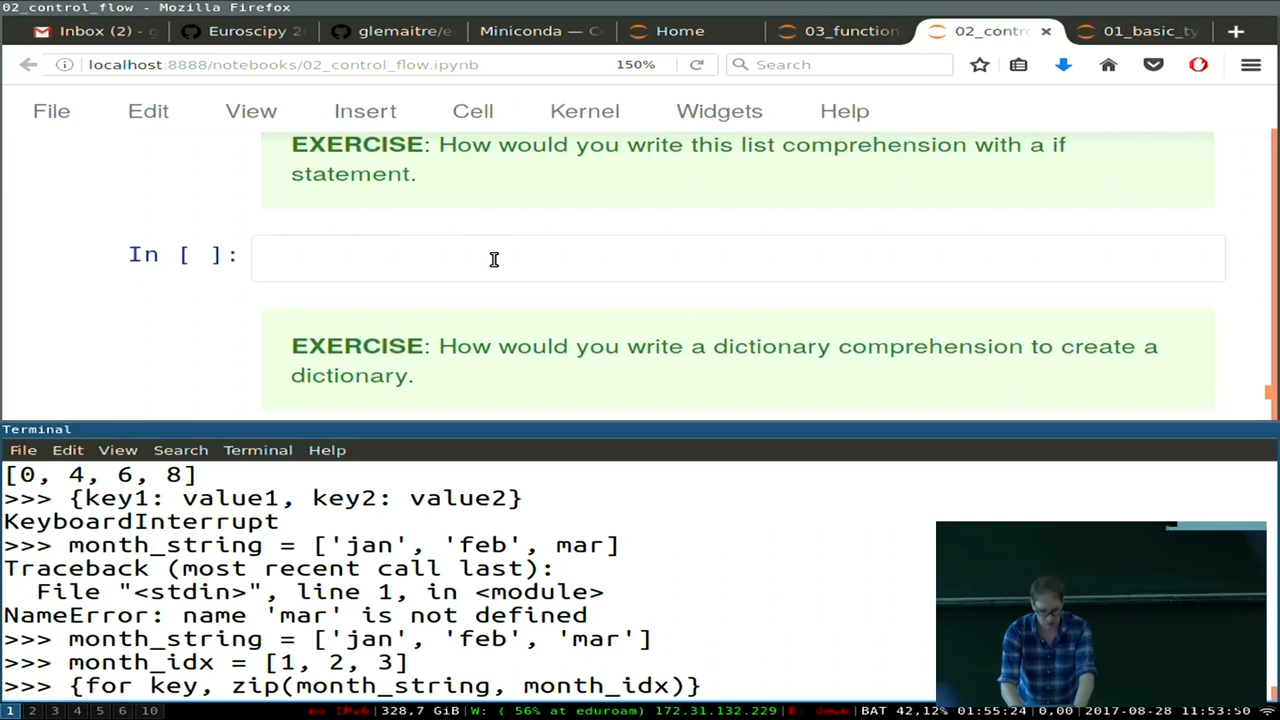 02_control_flow - Mozilla Firefox
Inbox (2) - g
Euroscipy 2
glemaitre/e
Miniconda — C
Home
03_function
02_contr
01_basic_ty
localhost:8888/notebooks/02_control_flow.ipynb
150%
Search
File Edit View Insert Cell Kernel Widgets Help
EXERCISE: How would you write this list comprehension with a if
statement.
In [ ]:
EXERCISE: How would you write a dictionary comprehension to create a
dictionary.
Terminal
File Edit View Search Terminal Help
[0, 4, 6, 8]
>>> {key1: value1, key2: value2}
KeyboardInterrupt
>>> month_string = ['jan', 'feb', mar]
Traceback (most recent call last):
  File "<stdin>", line 1, in <module>
NameError: name 'mar' is not defined
>>> month_string = ['jan', 'feb', 'mar']
>>> month_idx = [1, 2, 3]
>>> {for key, zip(month_string, month_idx)}
1 2 3 4 5 6 10
no IPv6|328,7 GiB|W: ( 56% at eduroam) 172.31.132.229|E: down|BAT 42,12% 01:55:24|0,00|2017-08-28 11:53:50